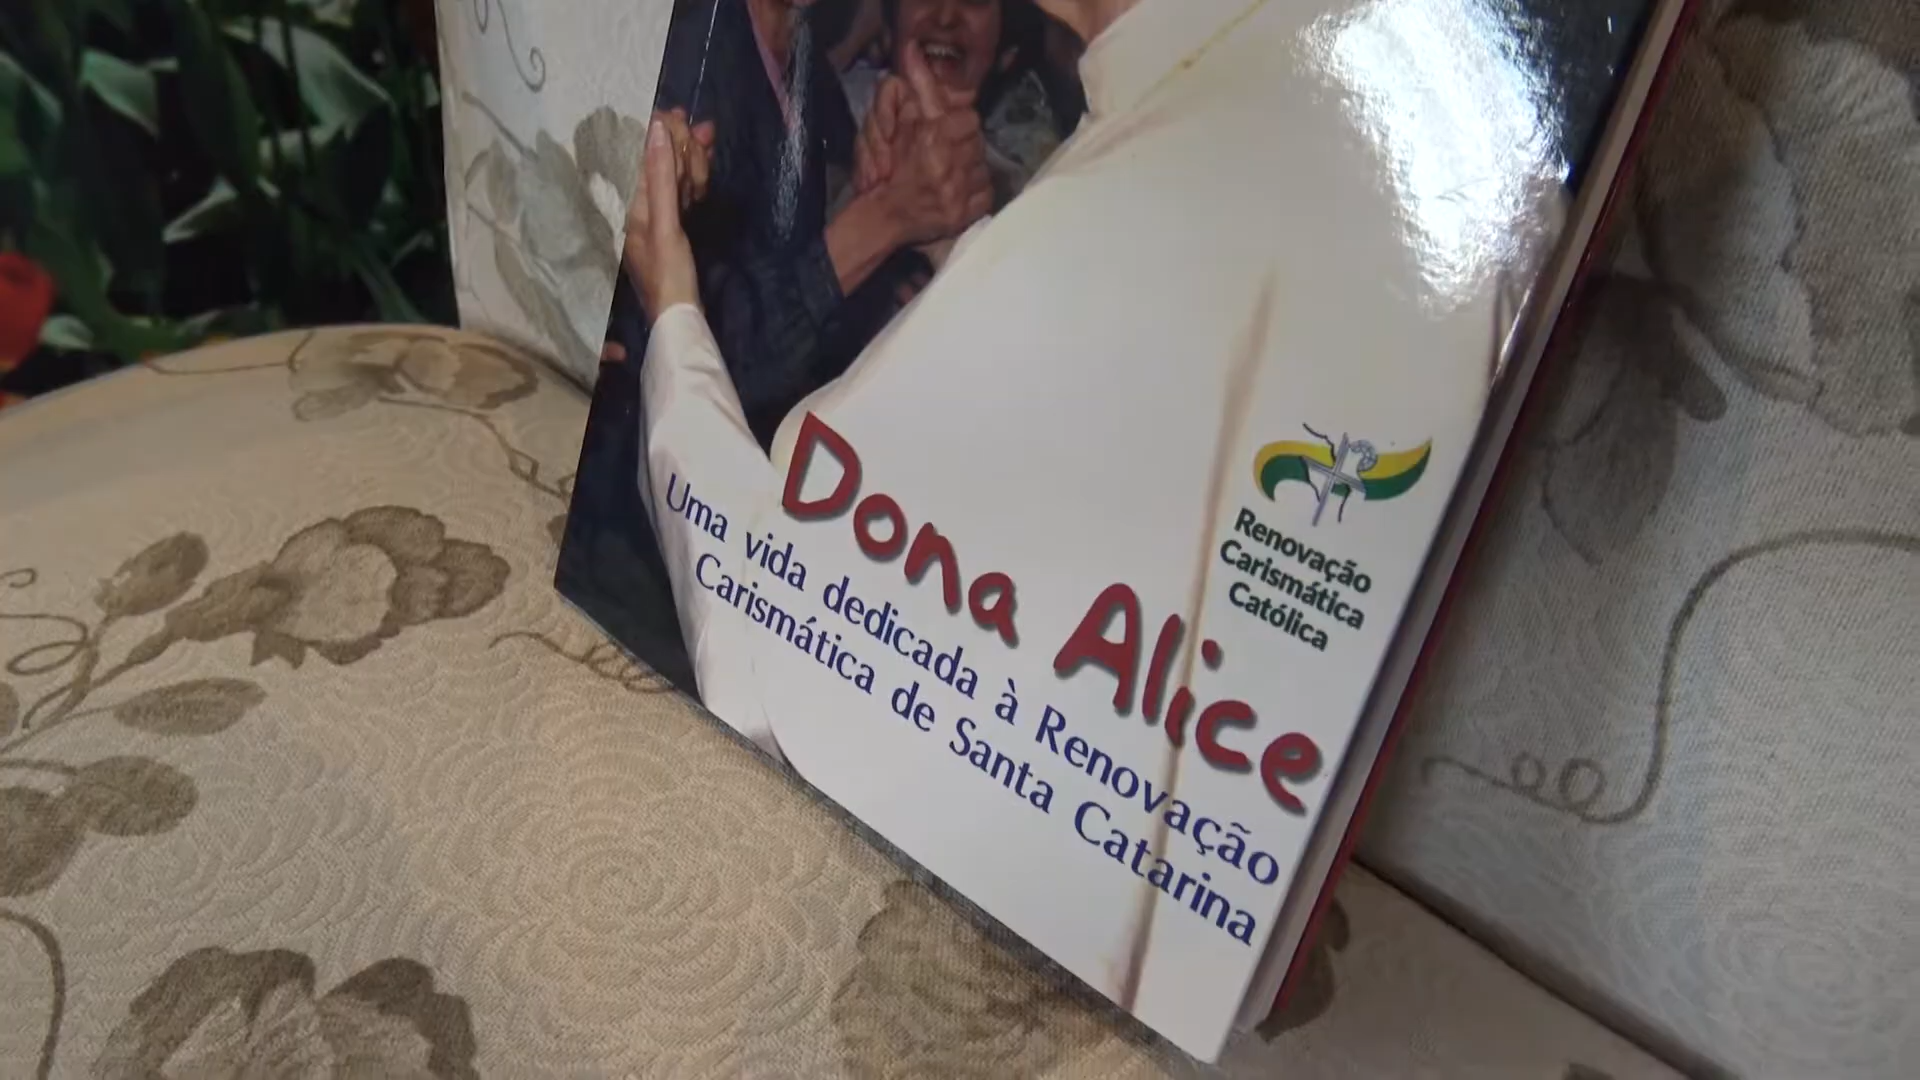 Dona Alice
Uma vida dedicada à Renovação
Carismática de Santa Catarina
Renovação
Carismática
Católica